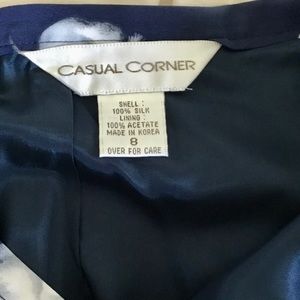 CASUAL CORNER
SHELL :
100% SILK
LINING :
100% ACETATE
MADE IN KOREA
8
OVER FOR CARE